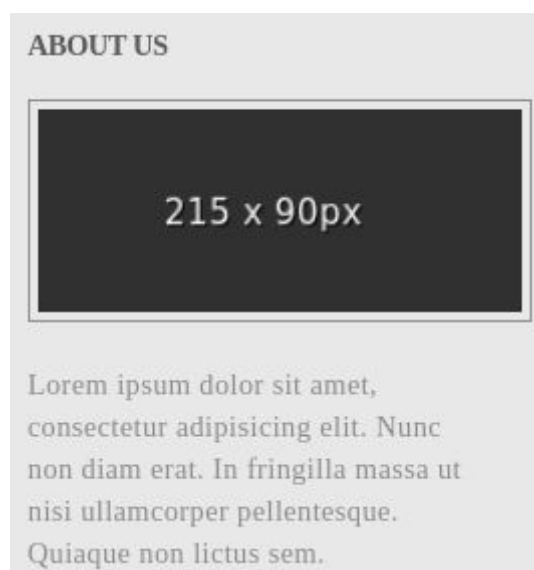 ABOUT US
215 x 90px
Lorem ipsum dolor sit amet,
consectetur adipisicing elit. Nunc
non diam erat. In fringilla massa ut
nisi ullamcorper pellentesque.
Quiaque non lictus sem.